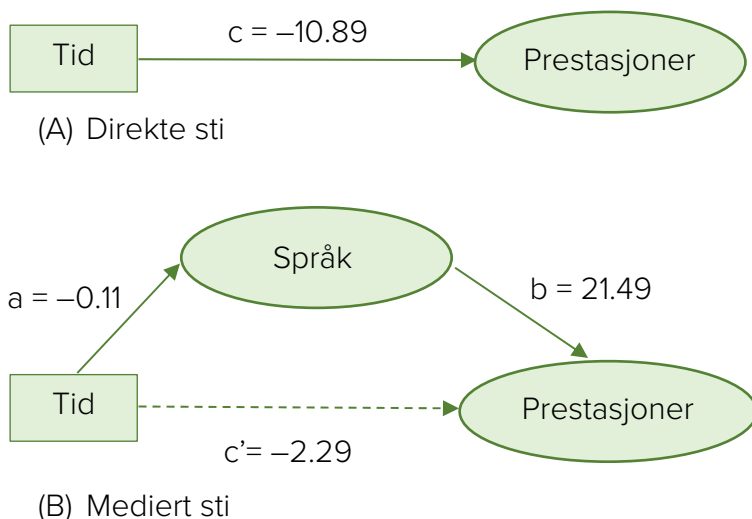 Tid
c = –10.89
Prestasjoner
(A) Direkte sti
Språk
a = –0.11
b = 21.49
Tid
Prestasjoner
c’= –2.29
(B) Mediert sti